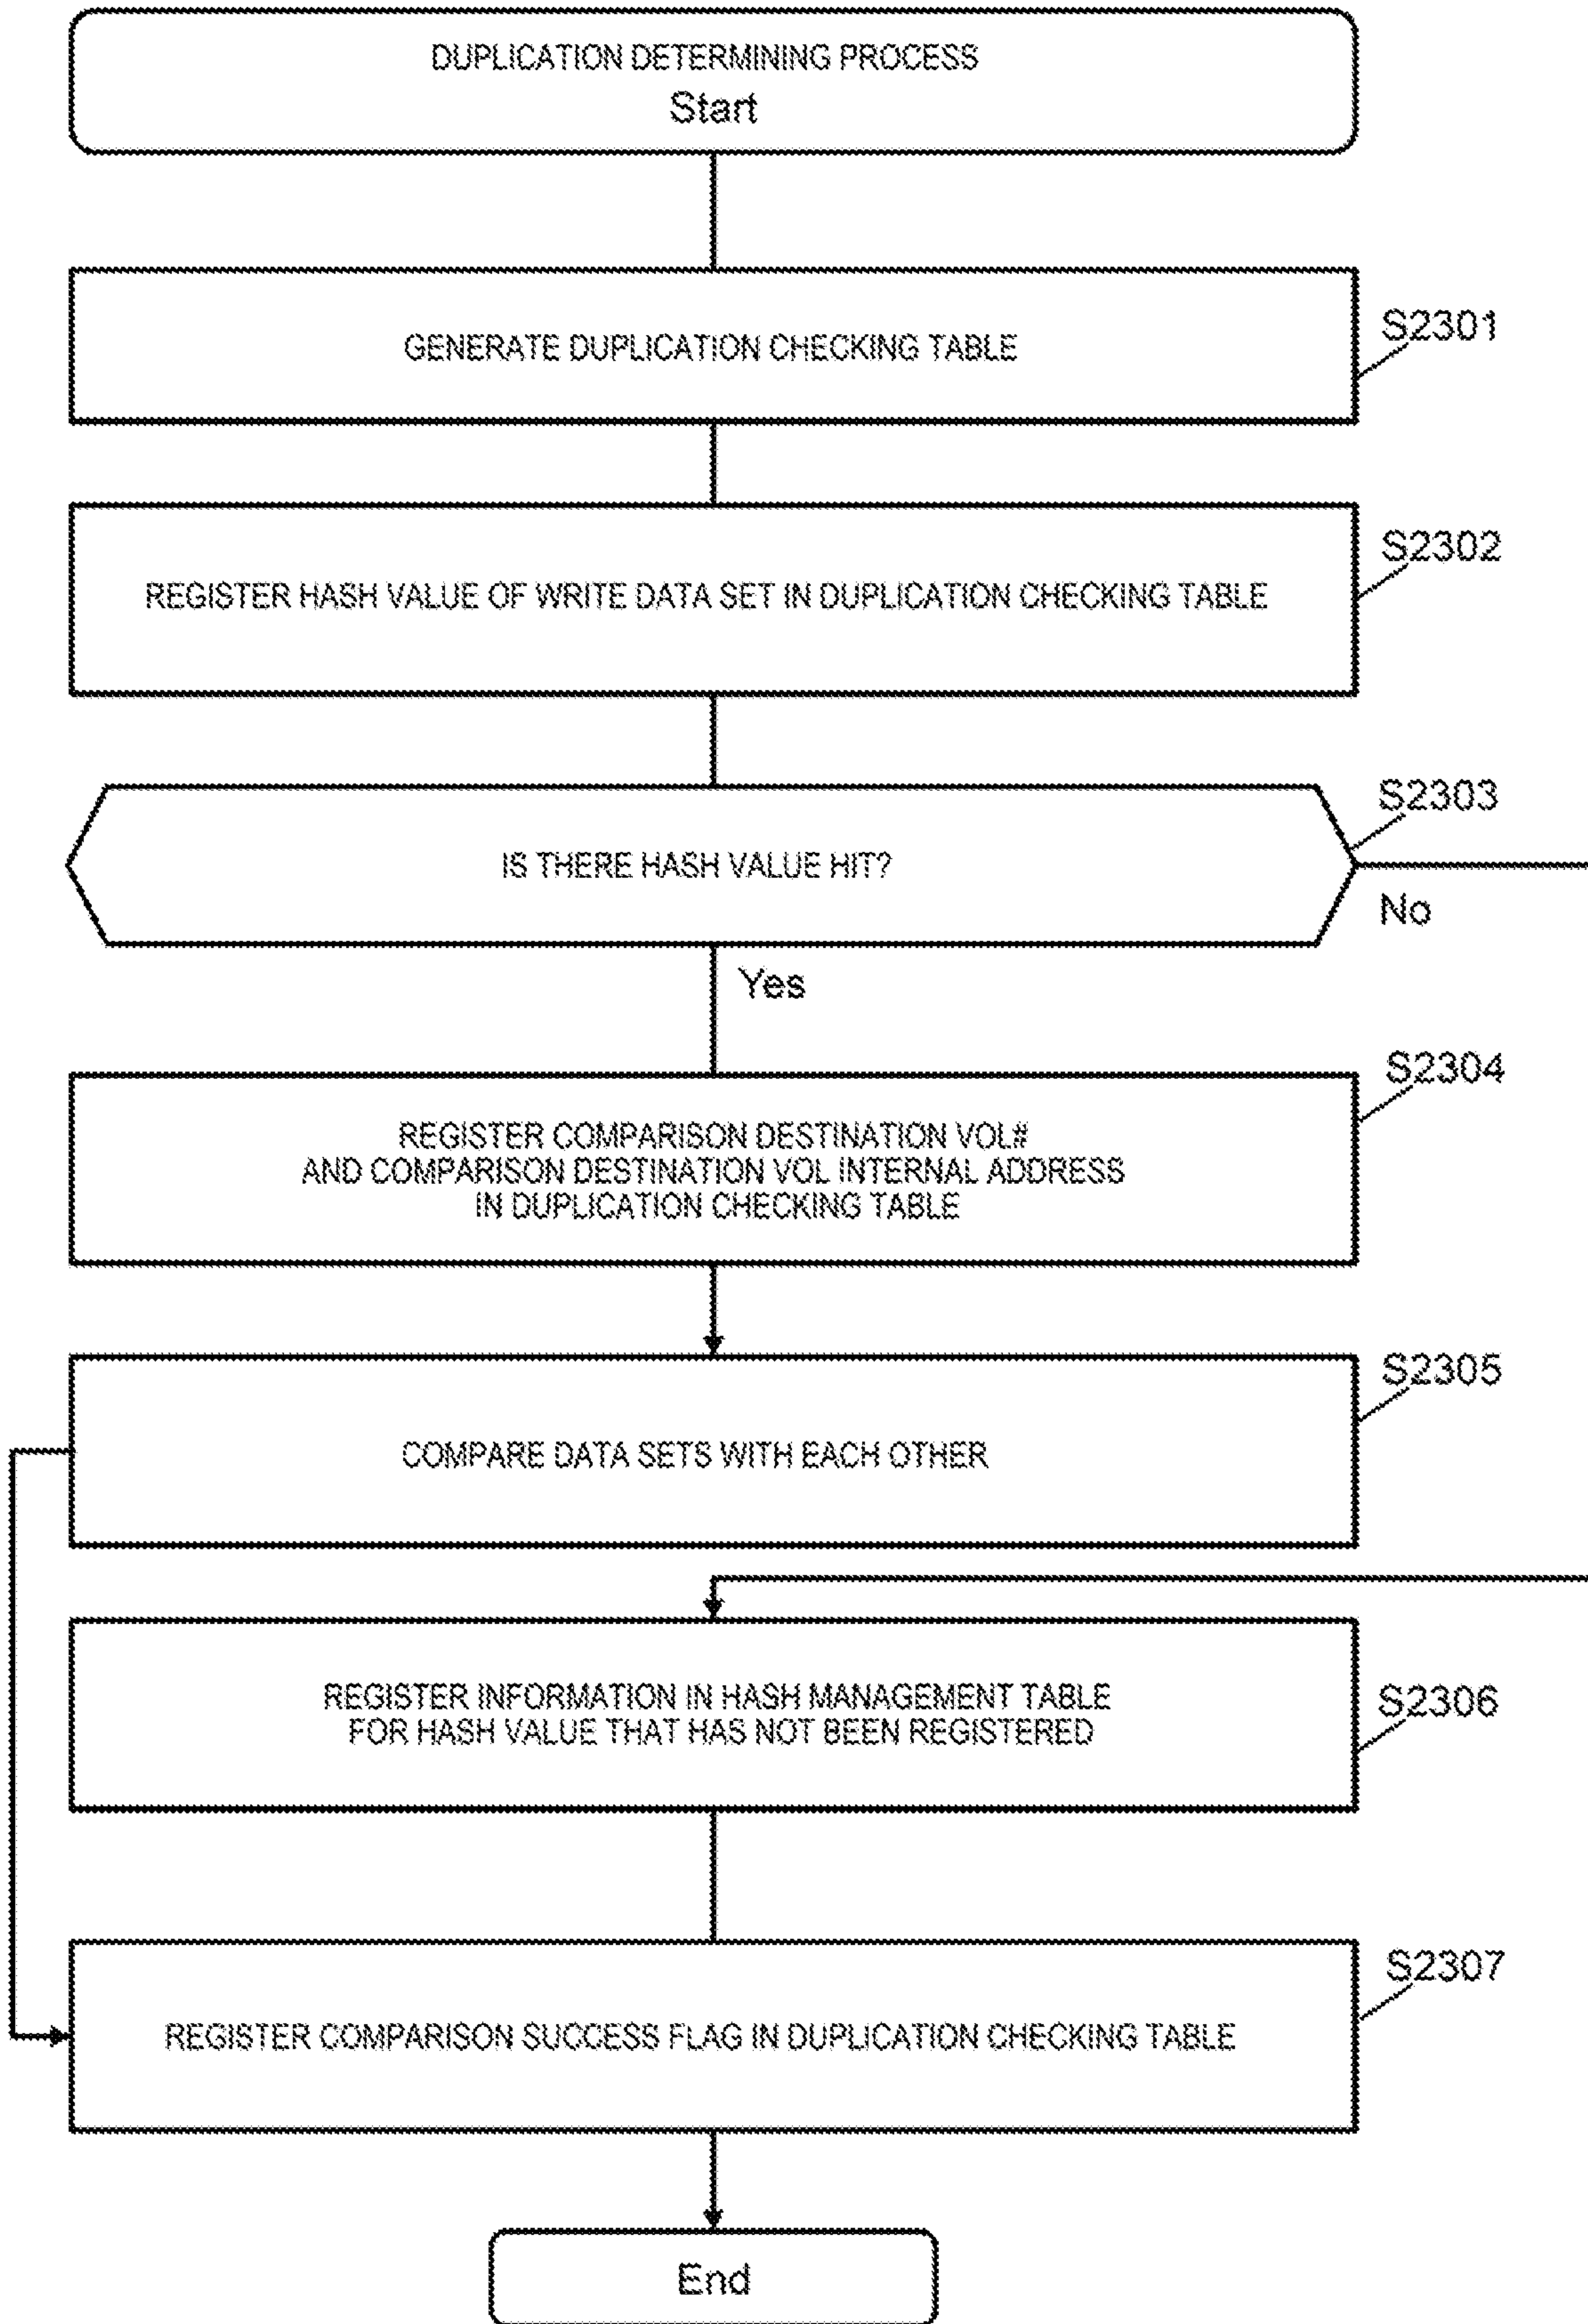 DUPLICATION DETERMINING PROCESS
Start
GENERATE DUPLICATION CHECKING TABLE
S2301
REGISTER HASH VALUE OF WRITE DATA SET IN DUPLICATION CHECKING TABLE
S2302
IS THERE HASH VALUE HIT?
S2303
No
Yes
REGISTER COMPARISON DESTINATION VOL#
AND COMPARISON DESTINATION VOL INTERNAL ADDRESS
IN DUPLICATION CHECKING TABLE
S2304
COMPARE DATA SETS WITH EACH OTHER
S2305
REGISTER INFORMATION IN HASH MANAGEMENT TABLE
FOR HASH VALUE THAT HAS NOT BEEN REGISTERED
S2306
REGISTER COMPARISON SUCCESS FLAG IN DUPLICATION CHECKING TABLE
S2307
End